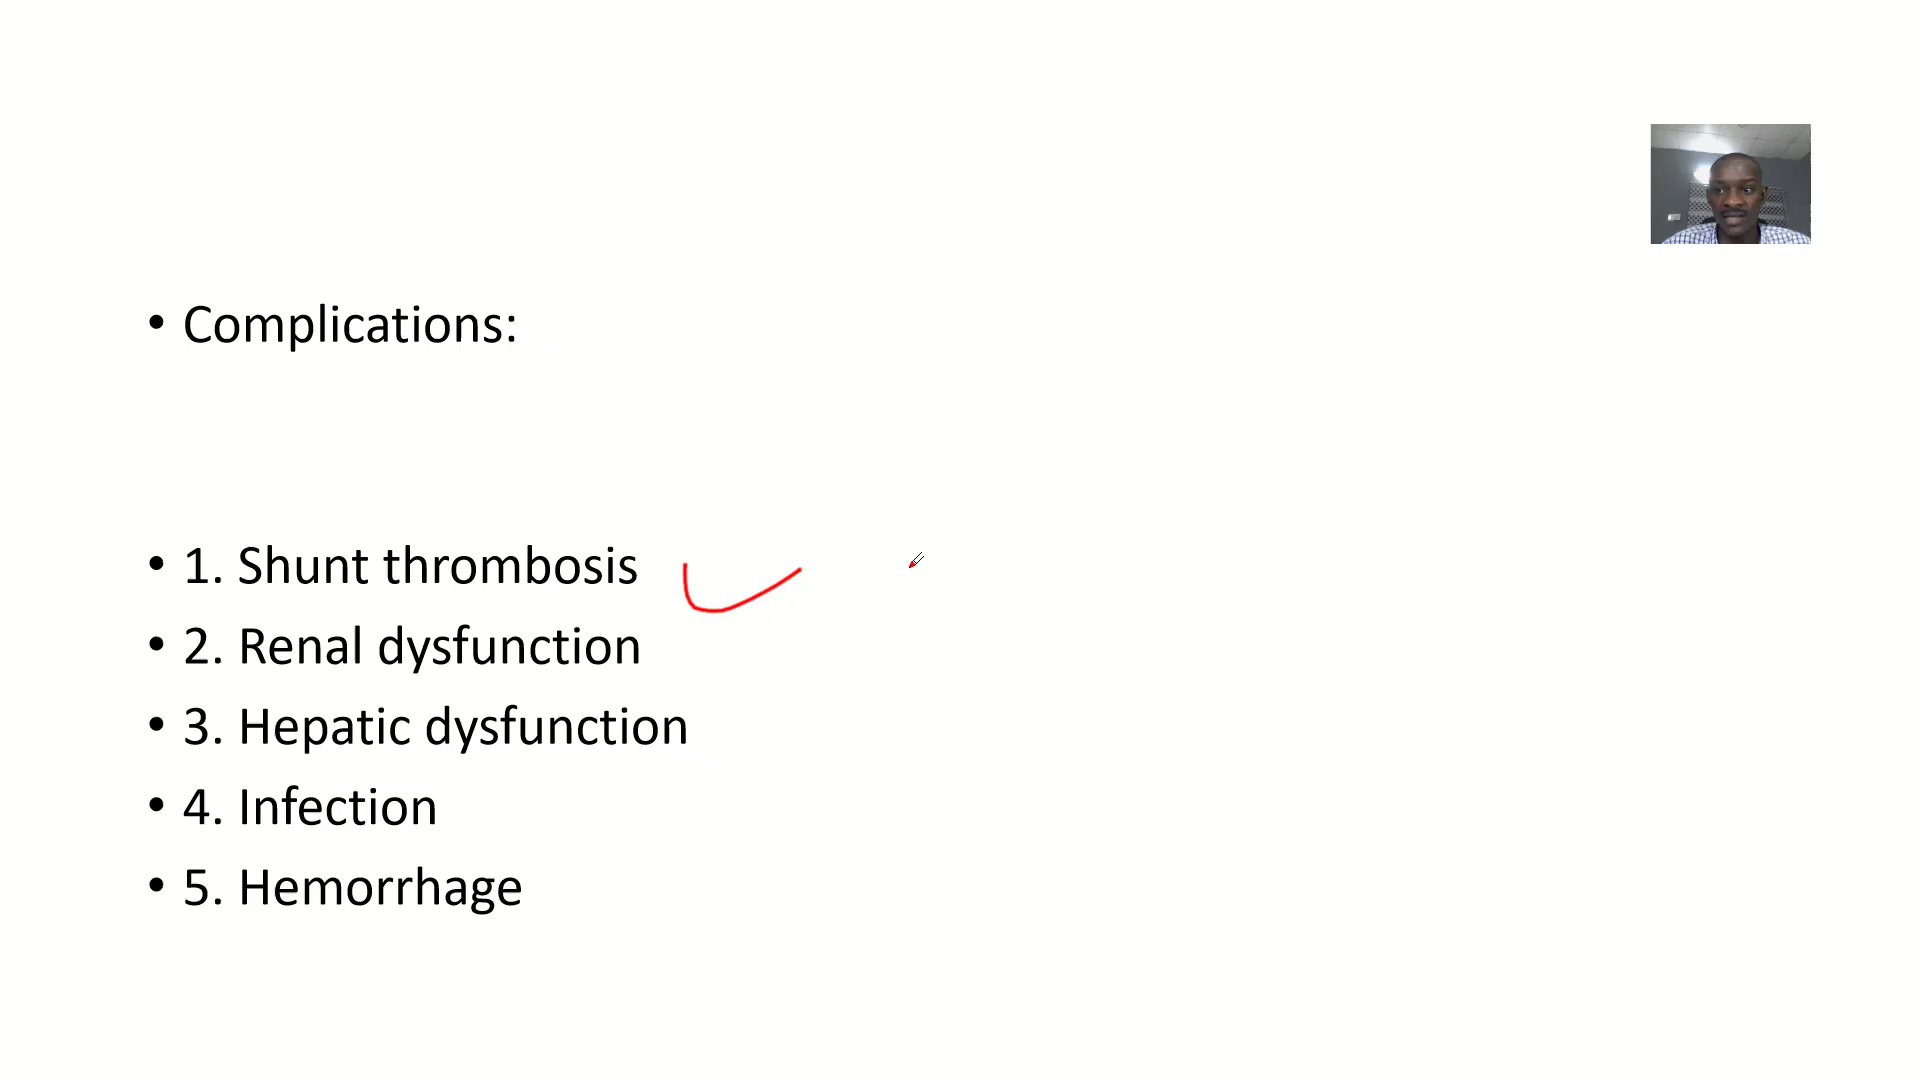 • Complications:
• 1. Shunt thrombosis
• 2. Renal dysfunction
• 3. Hepatic dysfunction
• 4. Infection
• 5. Hemorrhage